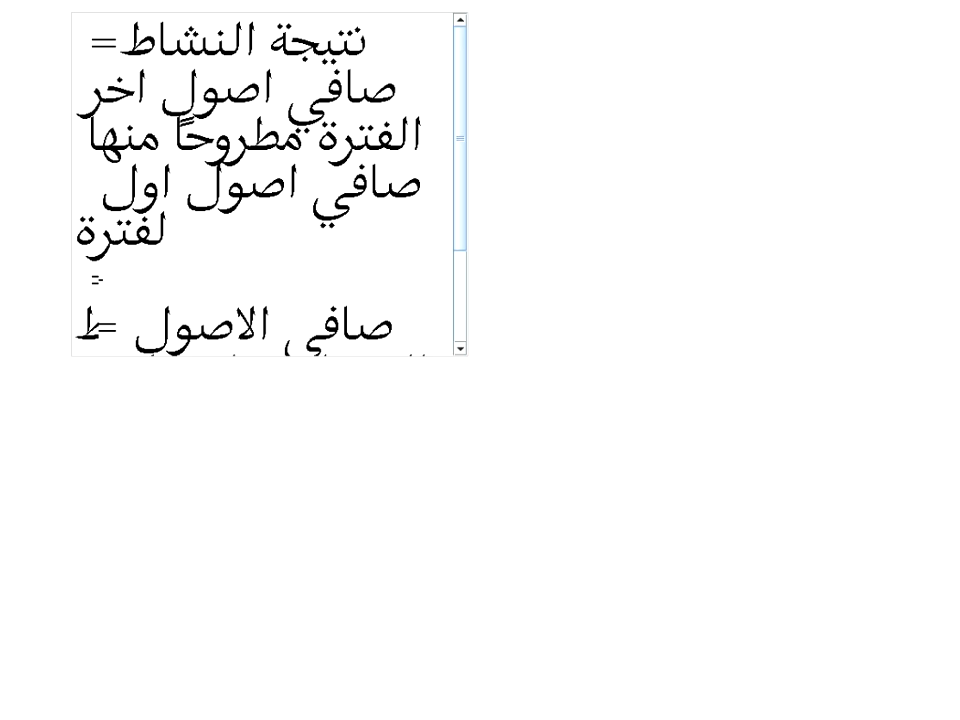 نتيجة النشاط=
صافي اصول اخر
الفترة مطروحاً منها
صافي اصول اول
لفترة
=
صافي الاصول =